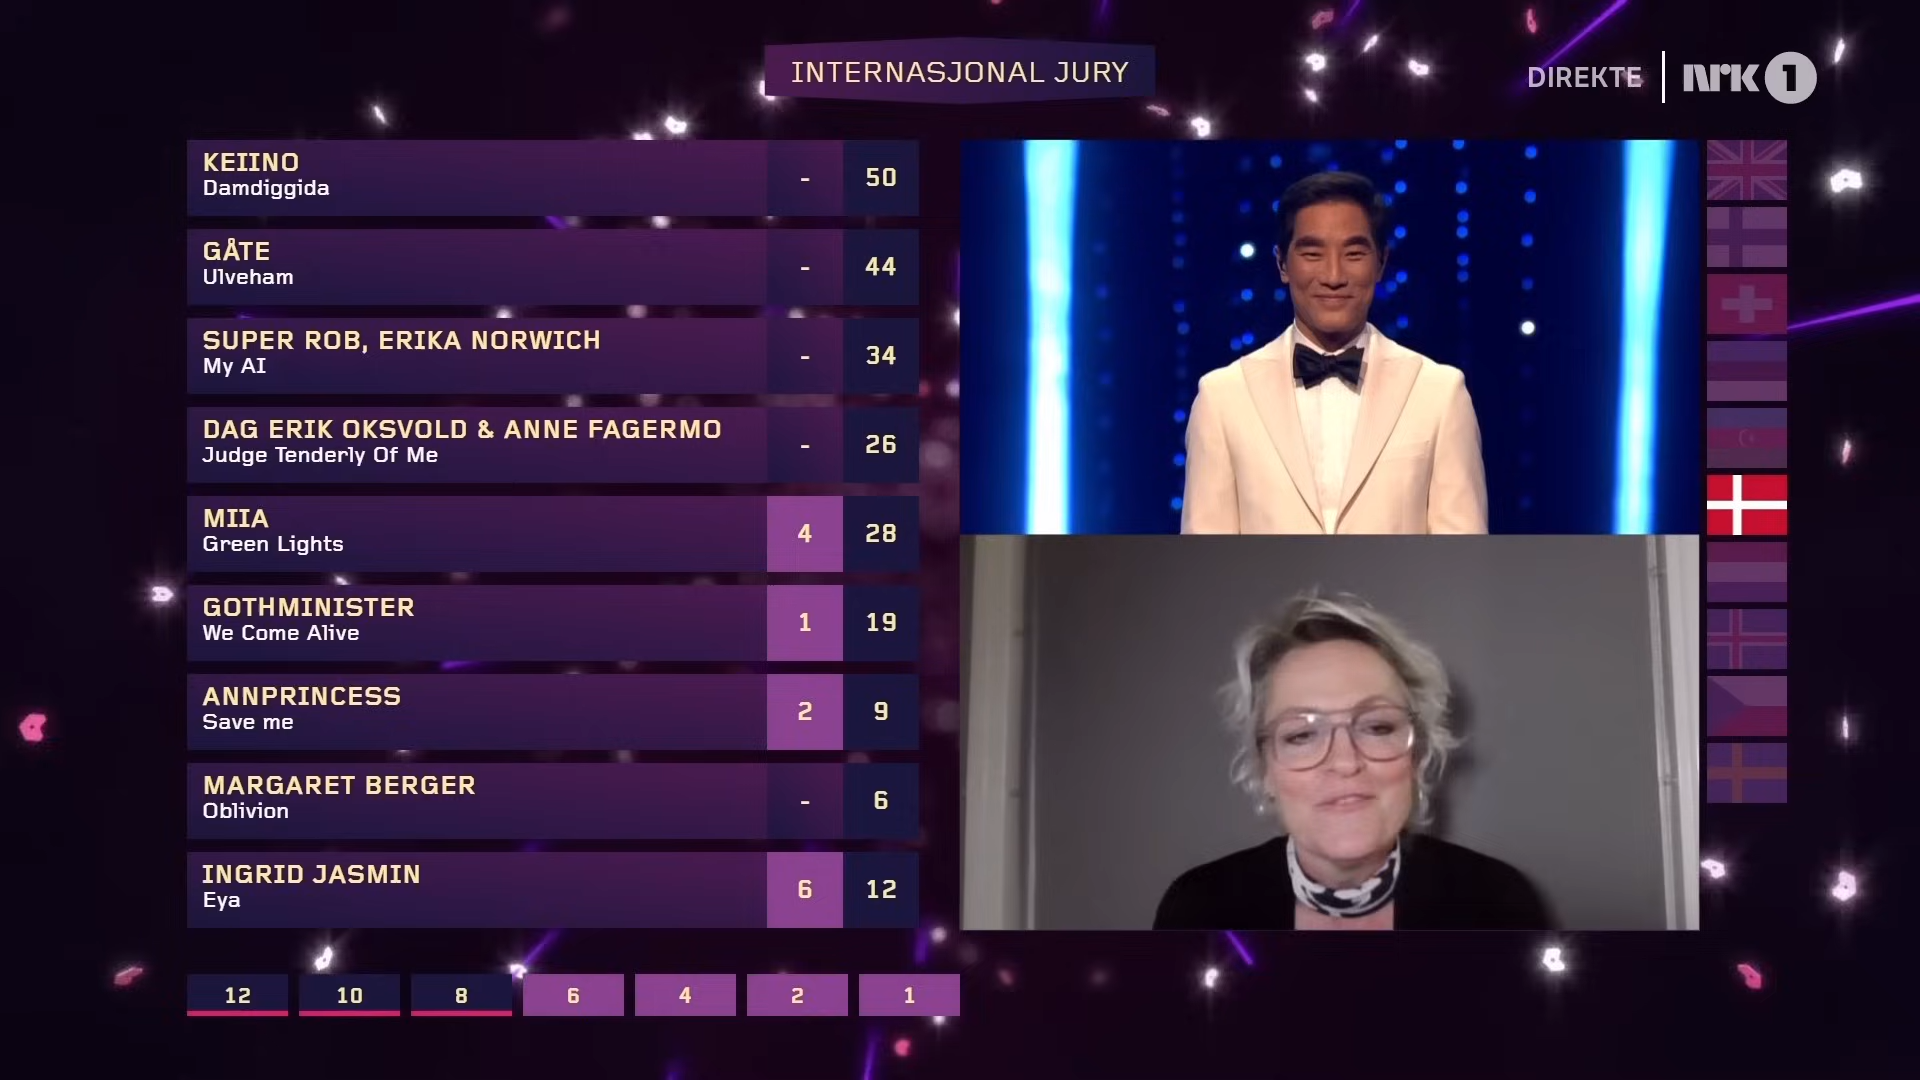 INTERNASJONAL JURY
DIREKTE
NRK 1
KEIINO
Damdiggida
-
50
GÅTE
Ulveham
-
44
SUPER ROB, ERIKA NORWICH
My AI
-
34
DAG ERIK OKSVOLD & ANNE FAGERMO
Judge Tenderly Of Me
-
26
MIIA
Green Lights
4
28
GOTHMINISTER
We Come Alive
1
19
ANNPRINCESS
Save me
2
9
MARGARET BERGER
Oblivion
-
6
INGRID JASMIN
Eya
6
12
12 10 8 6 4 2 1